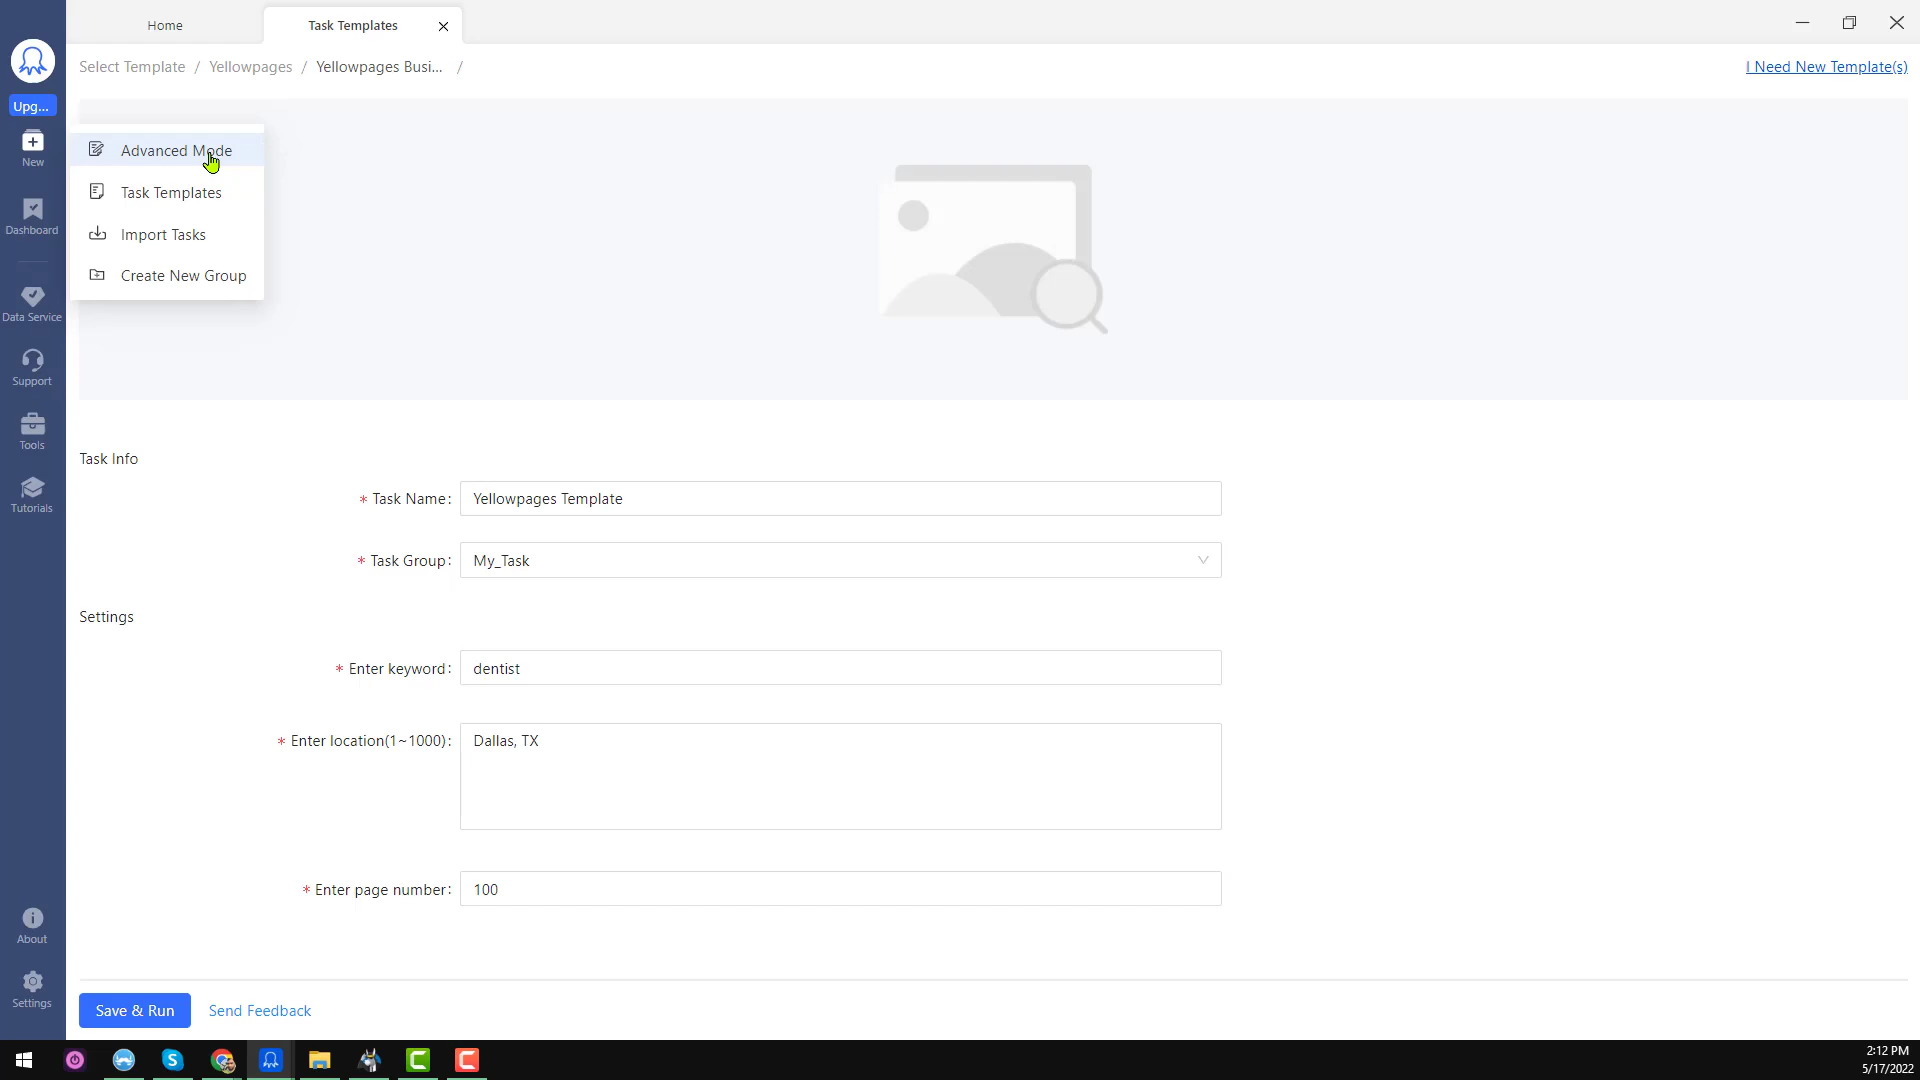 Home
Task Templates
Select Template / Yellowpages / Yellowpages Busi... /
I Need New Template(s)
Upg...
New
Dashboard
Data Service
Support
Tools
Tutorials
About
Settings
Advanced Mode
Task Templates
Import Tasks
Create New Group
Task Info
* Task Name: Yellowpages Template
* Task Group: My_Task
Settings
* Enter keyword: dentist
* Enter location(1~1000): Dallas, TX
* Enter page number: 100
Save & Run
Send Feedback
2:12 PM
5/17/2022